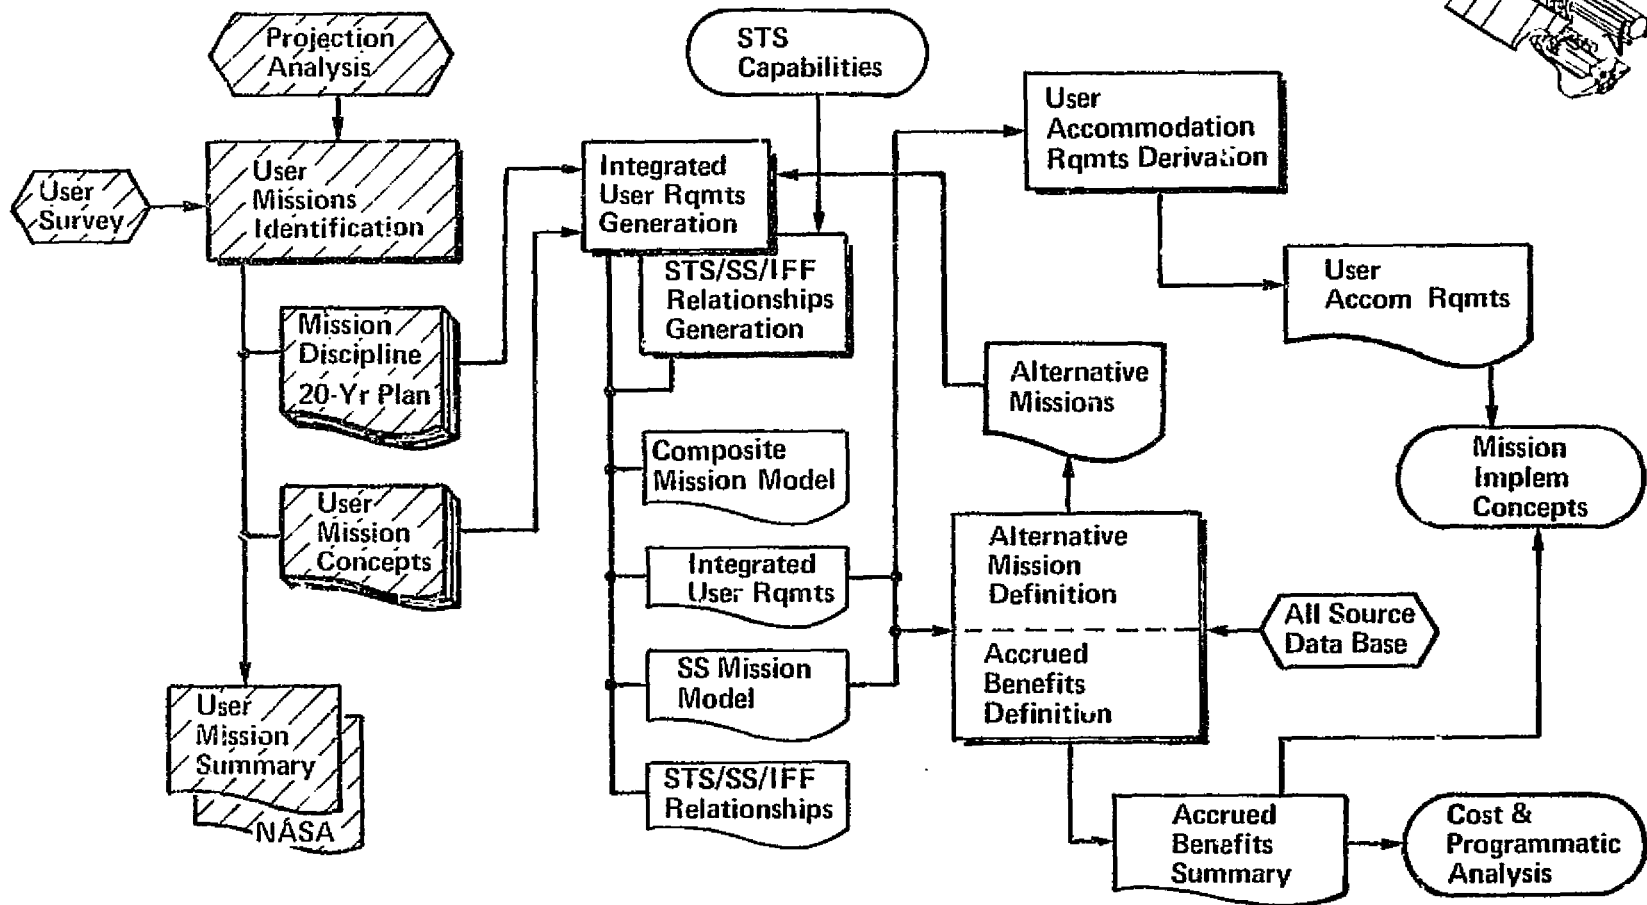 Projection
Analysis
STS
Capabilities
User
Accommodation
Rqmts Derivation
User
Survey
User
Missions
Identification
Integrated
User Rqmts
Generation
STS/SS/IFF
Relationships
Generation
User
Accom Rqmts
Mission
Discipline
20-Yr Plan
Alternative
Missions
Composite
Mission Model
Mission
Implem
Concepts
User
Mission
Concepts
Integrated
User Rqmts
Alternative
Mission
Definition
Accrued
Benefits
Definition
All Source
Data Base
SS Mission
Model
User
Mission
Summary
NASA
STS/SS/IFF
Relationships
Accrued
Benefits
Summary
Cost &
Programmatic
Analysis